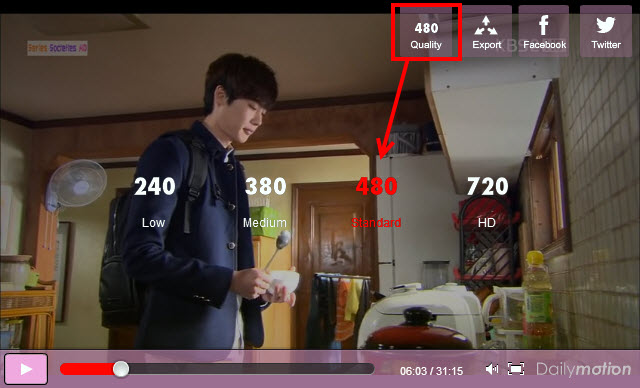 480
Quality
Export
Facebook
Twitter
Series Socteries HD
240
Low
380
Medium
480
Standard
720
HD
06:03 / 31:15
Dailymotion